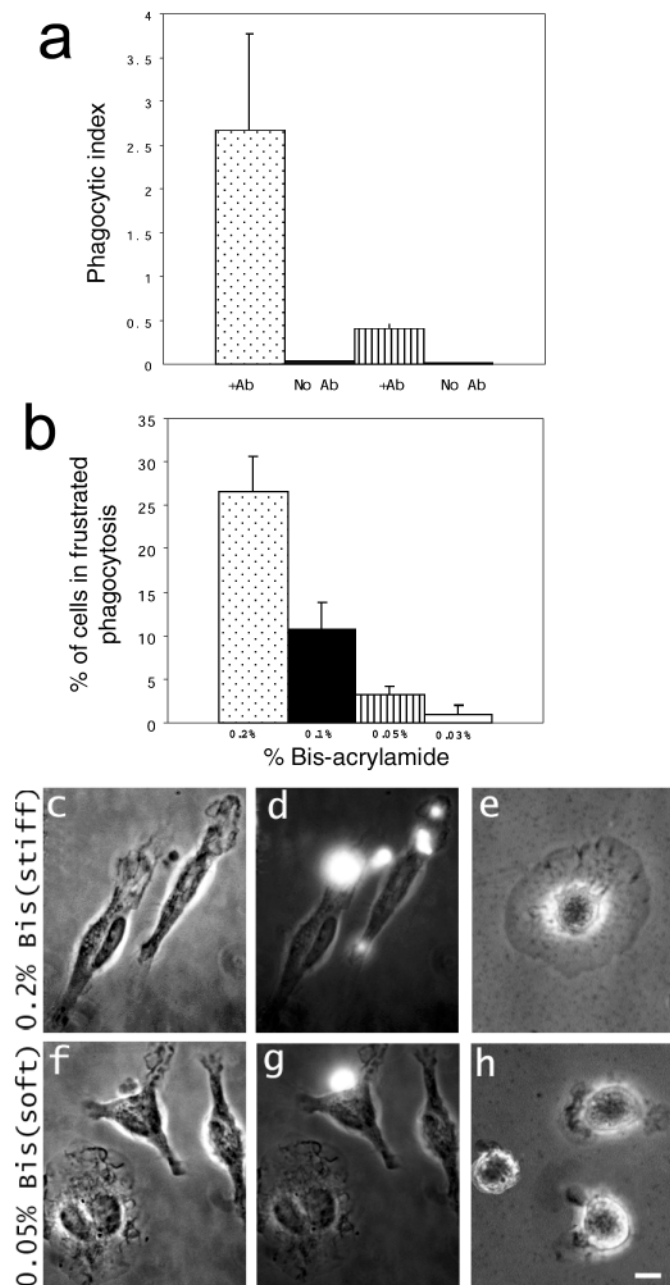 a
Phagocytic index
4
3.5
3
2.5
2
1.5
1
0.5
0
+Ab No Ab +Ab No Ab
b
% of cells in frustrated
phagocytosis
35
30
25
20
15
10
5
0
0.2% 0.1% 0.05% 0.03%
% Bis-acrylamide
0.2% Bis(stiff)
c d e
0.05% Bis(soft)
f g h